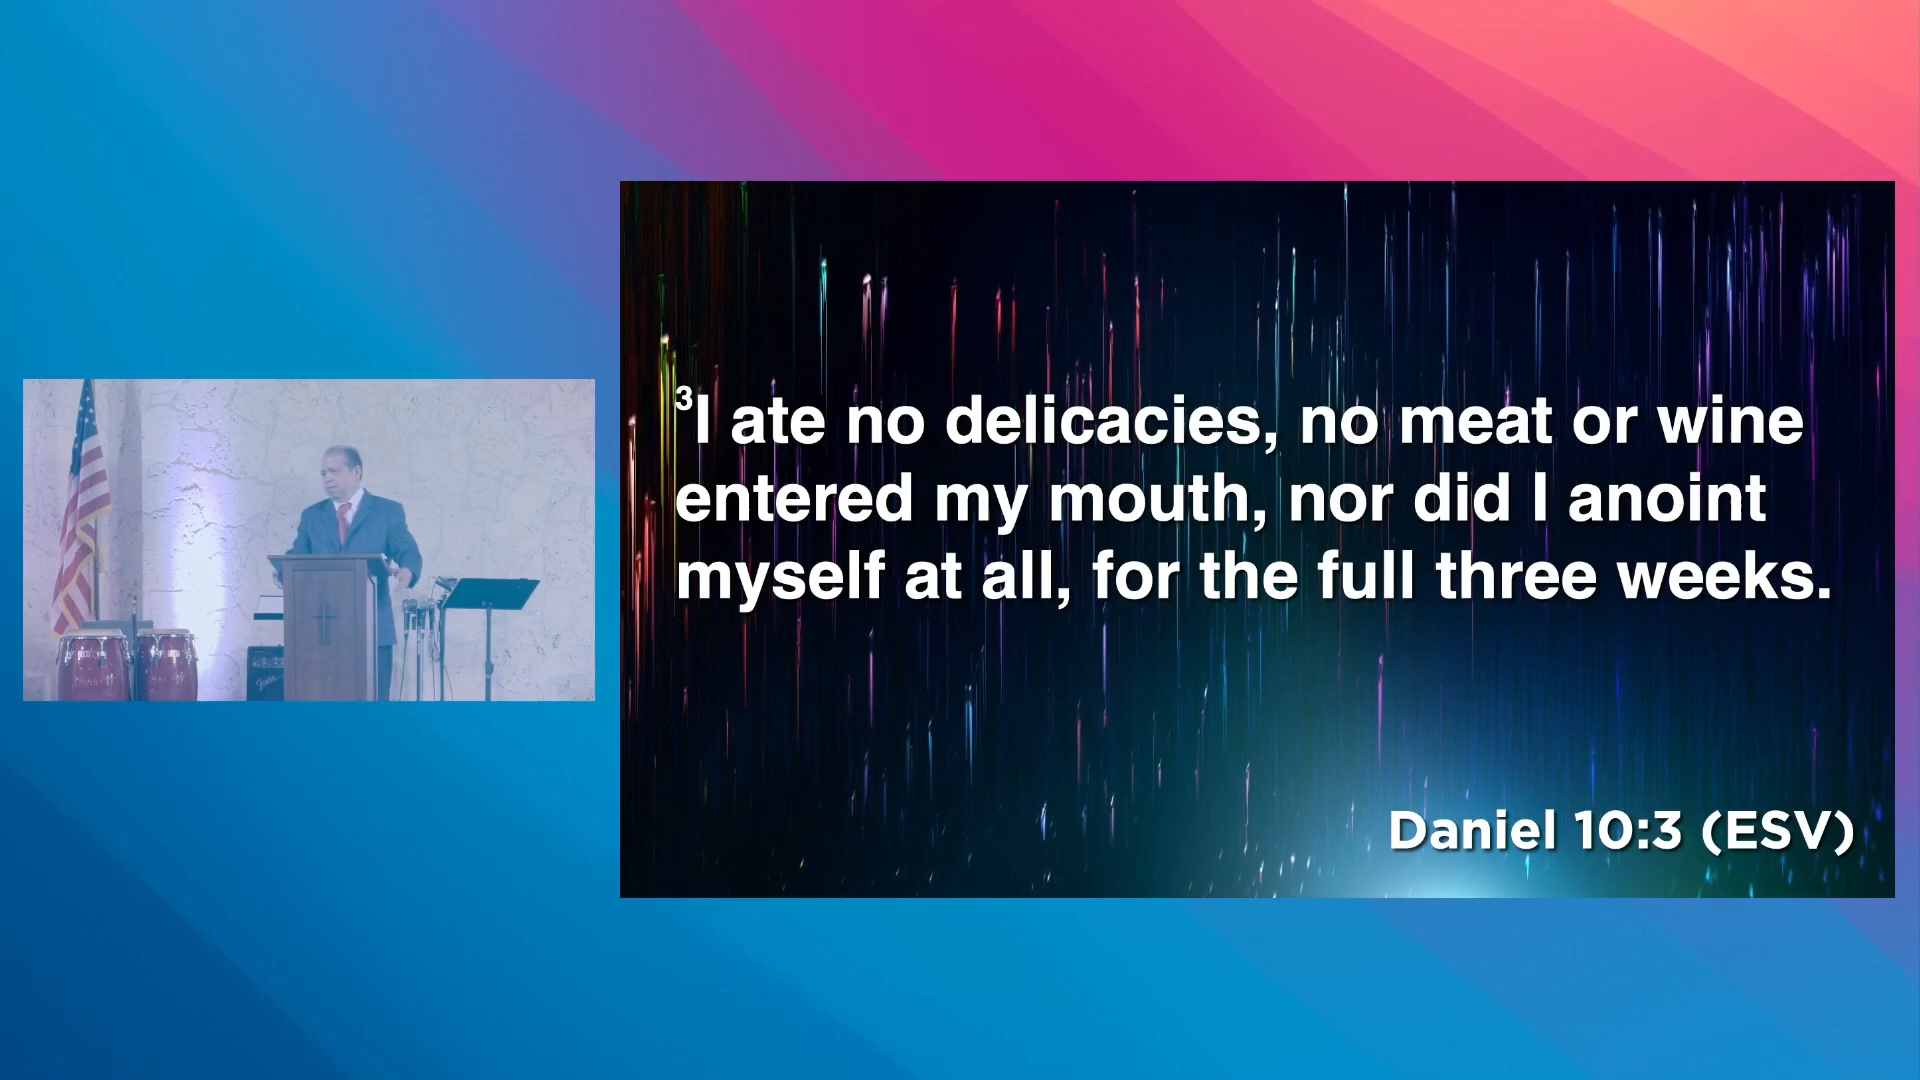 ³I ate no delicacies, no meat or wine
entered my mouth, nor did I anoint
myself at all, for the full three weeks.
Daniel 10:3 (ESV)